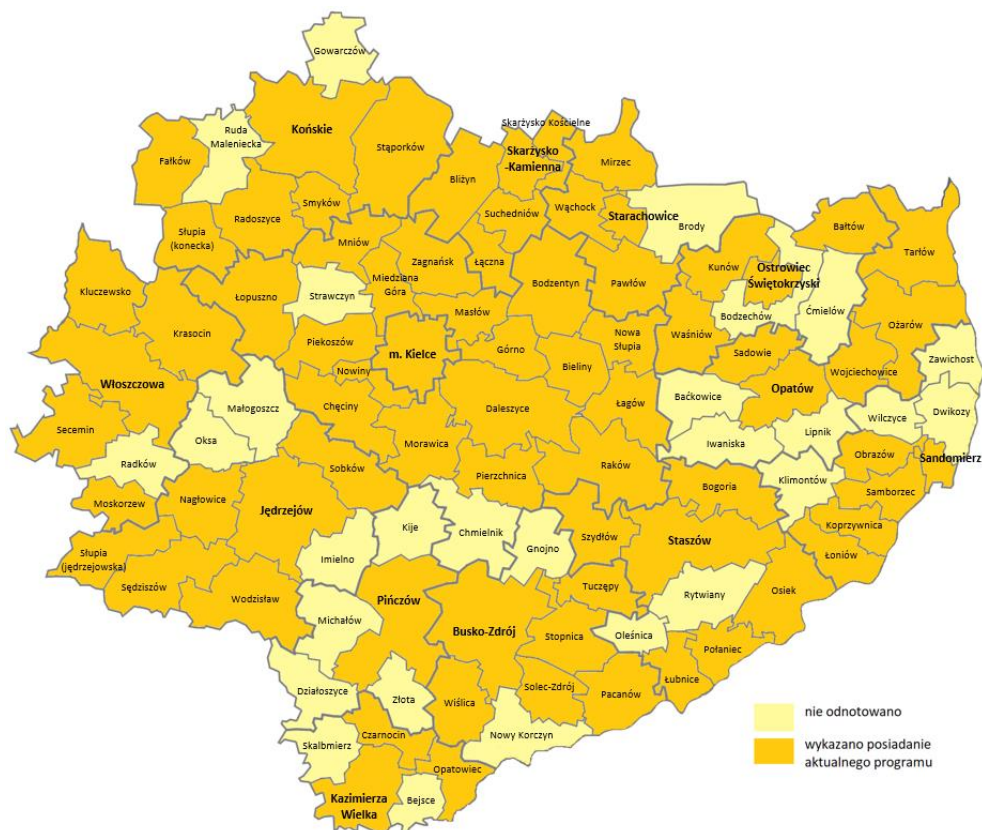 Gowarczów
Ruda
Maleniecka
Końskie
Fałków
Stąporków
Skarżysko Kościelne
Skarżysko
-Kamienna
Mirzec
Bliżyn
Smyków
Radoszyce
Suchedniów
Wąchock
Starachowice
Brody
Słupia
(konecka)
Mniów
Zagnańsk
Łączna
Bałtów
Tarłów
Kunów
Ostrowiec
Świętokrzyski
Miedziana
Góra
Bodzentyn
Pawłów
Kluczewsko
Łopuszno
Strawczyn
Masłów
Bodzechów
Ćmielów
Ożarów
Krasocin
Nowa
Słupia
Waśniów
Piekoszów
m. Kielce
Górno
Sadowie
Zawichost
Włoszczowa
Nowiny
Bieliny
Wojciechowice
Opatów
Małogoszcz
Chęciny
Daleszyce
Łagów
Baćkowice
Wilczyce
Dwikozy
Secemin
Oksa
Lipnik
Morawica
Iwaniska
Radków
Sobków
Pierzchnica
Raków
Obrazów
Sandomierz
Bogoria
Klimontów
Samborzec
Moskorzew
Nagłowice
Jędrzejów
Kije
Chmielnik
Koprzywnica
Gnojno
Szydłów
Staszów
Słupia
(jędrzejowska)
Imielno
Łoniów
Sędziszów
Tuczępy
Wodzisław
Pińczów
Rytwiany
Osiek
Michałów
Busko-Zdrój
Stopnica
Oleśnica
Połaniec
Łubnice
Działoszyce
Złota
Wiślica
Solec-Zdrój
Pacanów
nie odnotowano
Czarnocin
Skalbmierz
Nowy Korczyn
wykazano posiadanie
aktualnego programu
Opatowiec
Kazimierza
Wielka
Bejsce